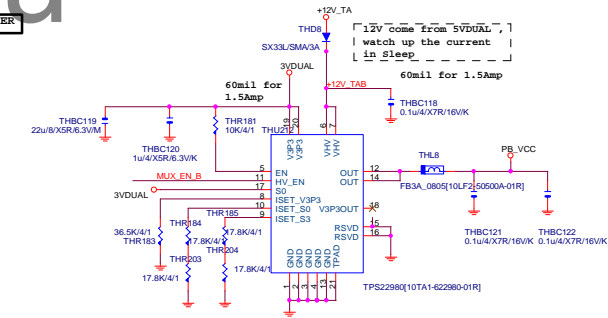 ER
+12V_TA
THD8
SX33L/SMA/3A
12V come from 5VDUAL ,
watch up the current
in Sleep
3VDUAL
60mil for
1.5Amp
+12V_TAB
60mil for 1.5Amp
THBC119
22u/8/X5R/6.3V/M
THBC120
1u/4/X5R/6.3V/K
THR181
10K/4/1
THU212
THBC118
0.1u/4/X7R/16V/K
19
20
6
7
V3P3
V3P3
VHV
VHV
MUX_EN_B
3VDUAL
5
11
17
8
10
9
EN
HV_EN
S0
ISET_V3P3
ISET_S0
ISET_S3
OUT
OUT
V3P3OUT
RSVD
RSVD
12
14
18
15
16
THL8
FB3A_0805[10LF2-50500A-01R]
PB_VCC
THBC121
0.1u/4/X7R/16V/K
THBC122
0.1u/4/X7R/16V/K
36.5K/4/1
THR183
THR184
17.8K/4/1
THR185
17.8K/4/1
THR203
17.8K/4/1
THR204
17.8K/4/1
GND
GND
GND
GND
GND
TPAD
1
2
3
4
13
21
TPS22980[10TA1-622980-01R]